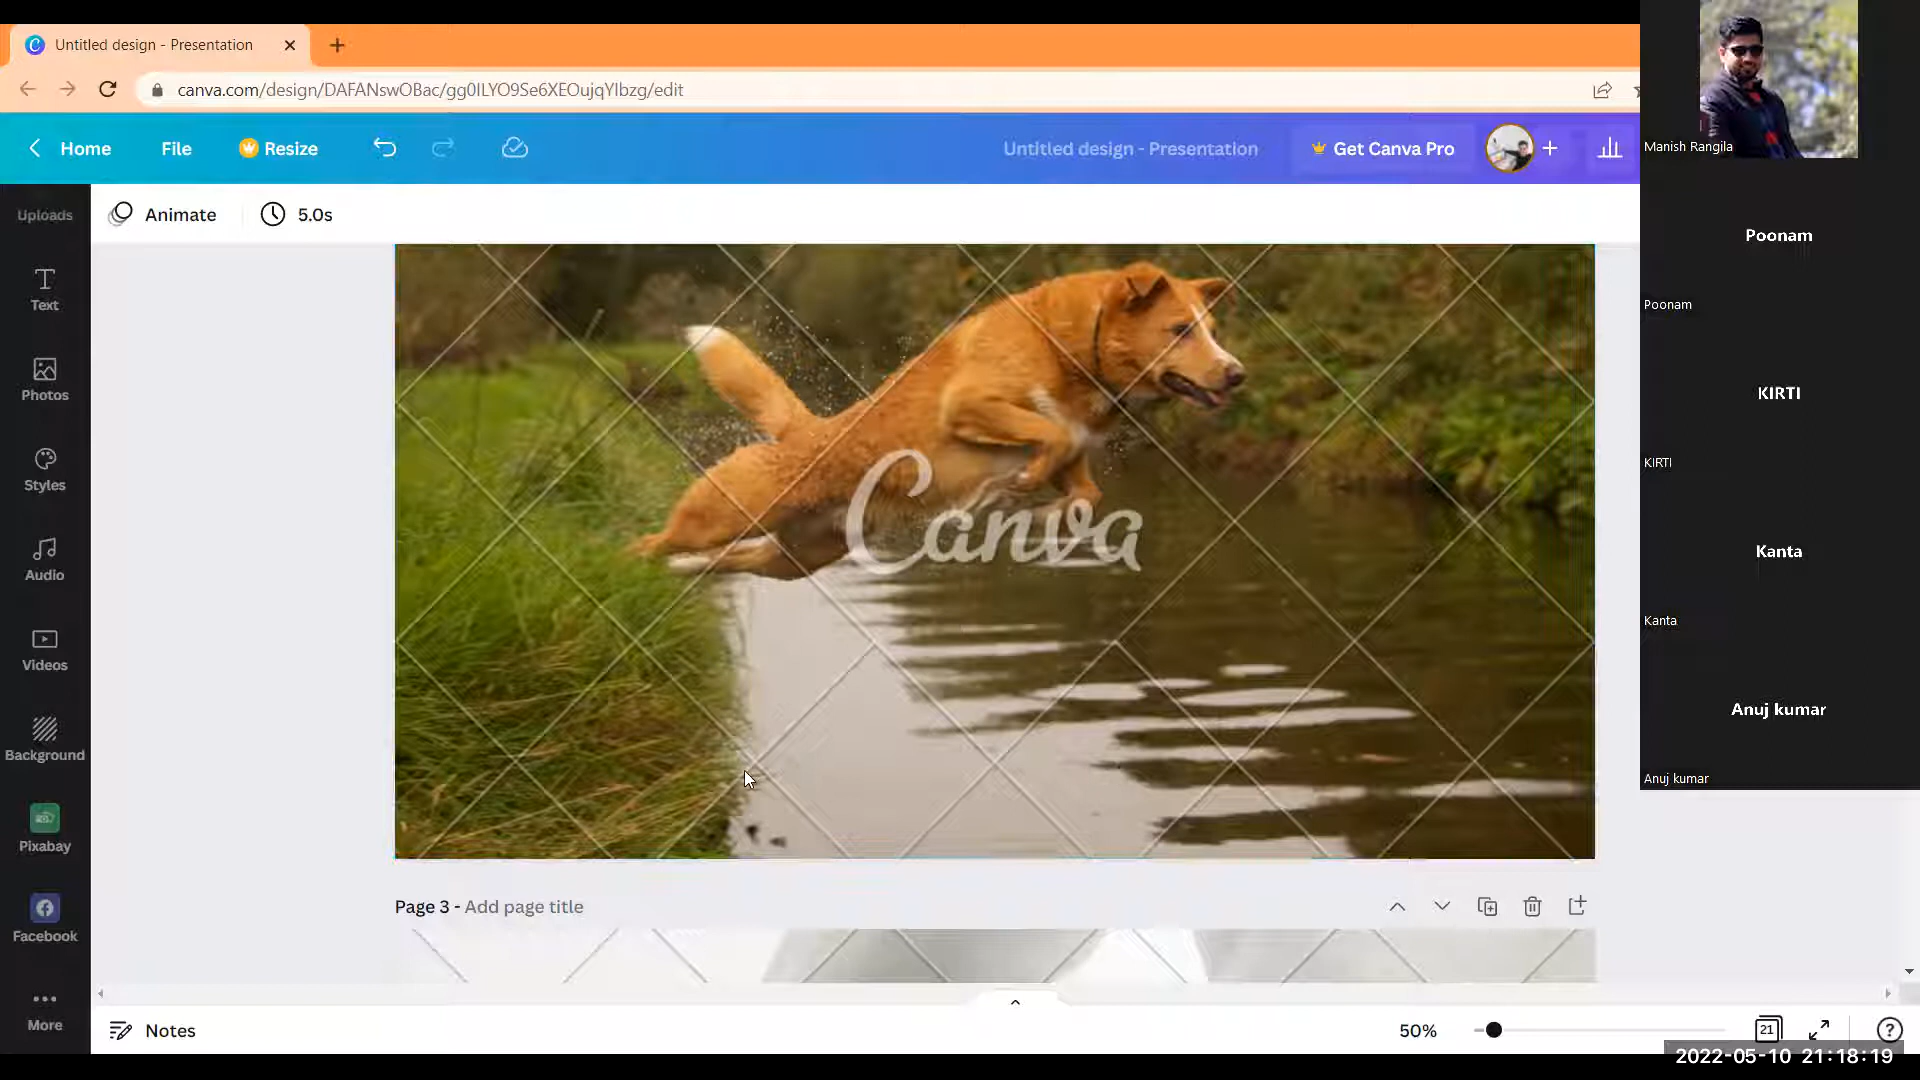 Untitled design - Presentation
canva.com/design/DAFANswOBac/gg0ILYO9Se6XEOujqYlbzg/edit
Home File Resize Untitled design - Presentation Get Canva Pro
Uploads
Animate 5.0s
Text
Photos
Styles
Audio
Videos
Background
Pixabay
Facebook
More
Canva
Page 3 - Add page title
Notes 50% 21 ?
Manish Rangila
Poonam
Poonam
KIRTI
KIRTI
Kanta
Kanta
Anuj kumar
Anuj kumar
2022-05-10 21:18:19